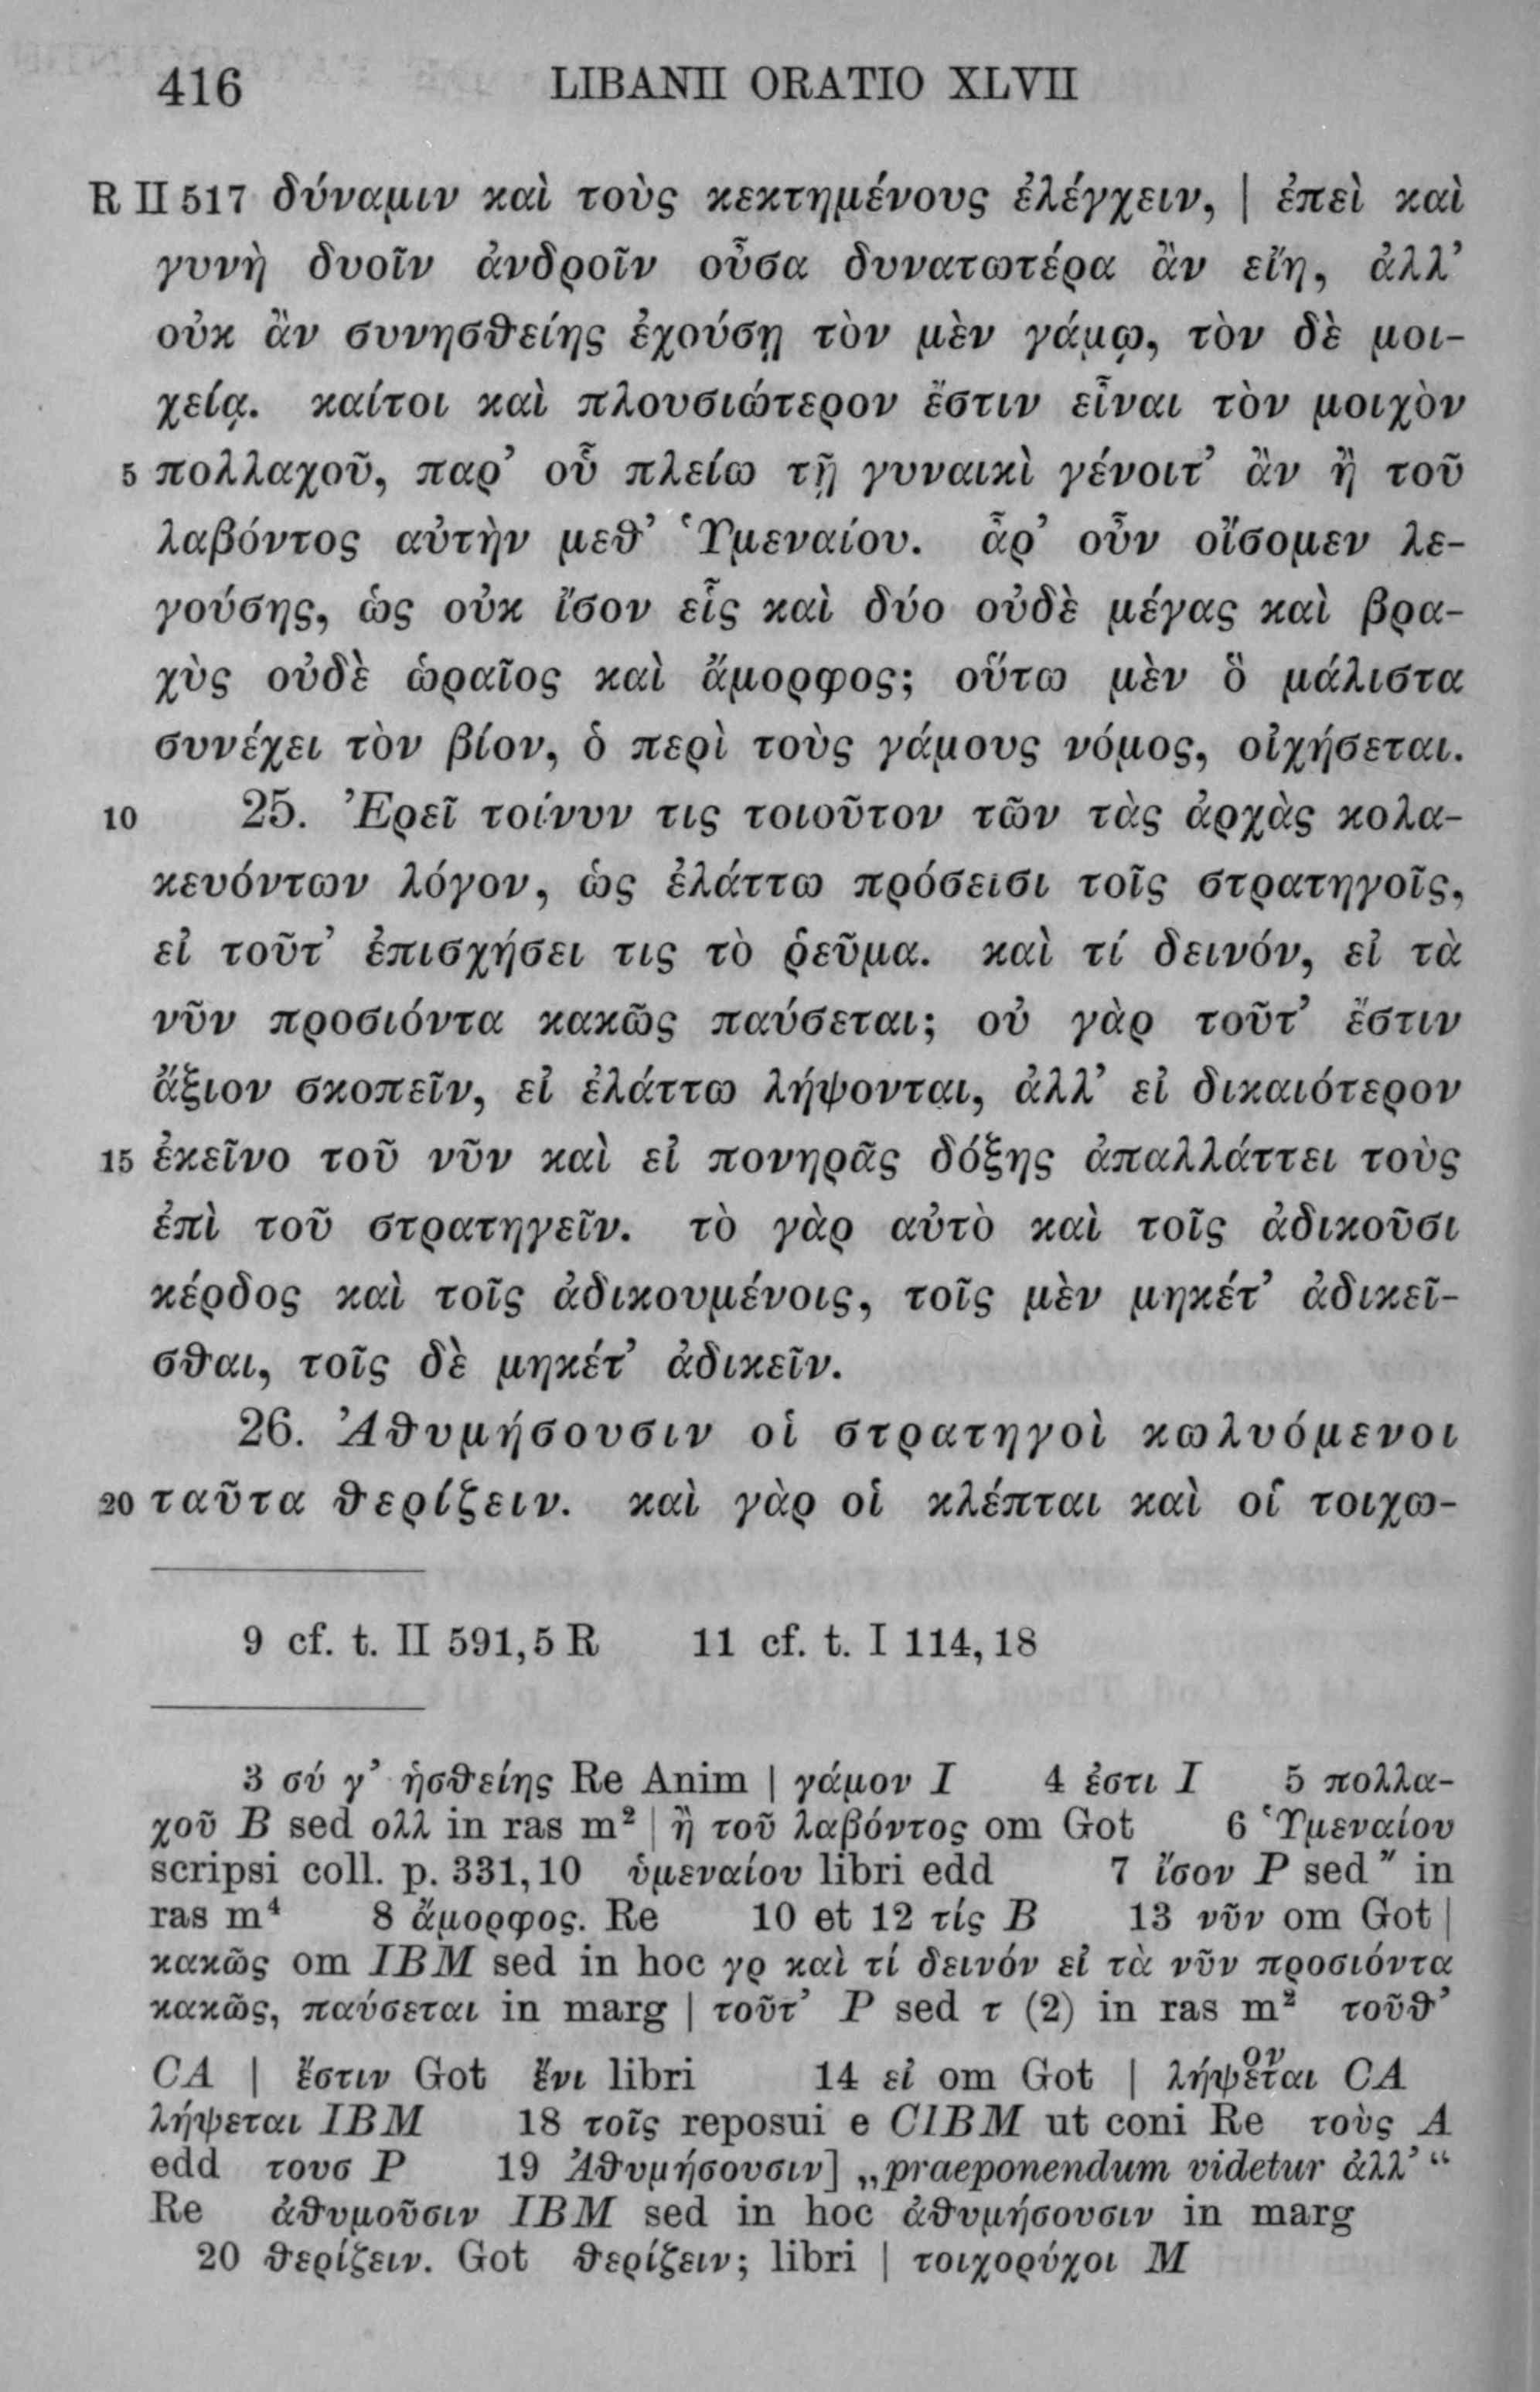 416 LIBANII ORATIO XLVII
R II 517 δύναμιν καὶ τοὺς κεκτημένους ἐλέγχειν, | ἐπεὶ καὶ
γυνὴ δυοῖν ἀνδροῖν οὖσα δυνατωτέρα ἂν εἴη, ἀλλ’
οὐκ ἂν συνησθείης ἐχούσῃ τὸν μὲν γάμῳ, τὸν δὲ μοι-
χείᾳ. καίτοι καὶ πλουσιώτερον ἔστιν εἶναι τὸν μοιχὸν
5 πολλαχοῦ, παρ’ οὗ πλείω τῇ γυναικὶ γένοιτ’ ἂν ἢ τοῦ
λαβόντος αὐτὴν μεθ’ Ὑμεναίου. ἆρ’ οὖν οἴσομεν λε-
γούσης, ὡς οὐκ ἴσον εἷς καὶ δύο οὐδὲ μέγας καὶ βρα-
χὺς οὐδὲ ὡραῖος καὶ ἄμορφος; οὕτω μὲν ὃ μάλιστα
συνέχει τὸν βίον, ὁ περὶ τοὺς γάμους νόμος, οἰχήσεται.
10 25. Ἐρεῖ τοίνυν τις τοιοῦτον τῶν τὰς ἀρχὰς κολα-
κευόντων λόγον, ὡς ἐλάττω πρόσεισι τοῖς στρατηγοῖς,
εἰ τοῦτ’ ἐπισχήσει τις τὸ ῥεῦμα. καὶ τί δεινόν, εἰ τὰ
νῦν προσιόντα κακῶς παύσεται; οὐ γὰρ τοῦτ’ ἔστιν
ἄξιον σκοπεῖν, εἰ ἐλάττω λήψονται, ἀλλ’ εἰ δικαιότερον
15 ἐκεῖνο τοῦ νῦν καὶ εἰ πονηρᾶς δόξης ἀπαλλάττει τοὺς
ἐπὶ τοῦ στρατηγεῖν. τὸ γὰρ αὐτὸ καὶ τοῖς ἀδικοῦσι
κέρδος καὶ τοῖς ἀδικουμένοις, τοῖς μὲν μηκέτ’ ἀδικεῖ-
σθαι, τοῖς δὲ μηκέτ’ ἀδικεῖν.
26. Ἀθυμήσουσιν οἱ στρατηγοὶ κωλυόμενοι
20 ταῦτα θερίζειν. καὶ γὰρ οἱ κλέπται καὶ οἱ τοιχω-
9 cf. t. II 591,5 R 11 cf. t. I 114,18
3 σύ γ’ ἡσθείης Re Anim | γάμον I 4 ἐστι I 5 πολλα-
χοῦ B sed ολλ in ras m² | ἢ τοῦ λαβόντος om Got 6 Ὑμεναίου
scripsi coll. p. 331,10 ὑμεναίου libri edd 7 ἴσον P sed ῎ in
ras m⁴ 8 ἄμορφος. Re 10 et 12 τίς B 13 νῦν om Got |
κακῶς om IBM sed in hoc γρ καὶ τί δεινόν εἰ τὰ νῦν προσιόντα
κακῶς, παύσεται in marg | τοῦτ’ P sed τ (2) in ras m² τοῦθ’
CA | ἔστιν Got ἔνι libri 14 εἰ om Got | λήψεονται CA
λήψεται IBM 18 τοῖς reposui e CIBM ut coni Re τοὺς A
edd τουσ P 19 Ἀθυμήσουσιν] „praeponendum videtur ἀλλ’“
Re ἀθυμοῦσιν IBM sed in hoc ἀθυμήσουσιν in marg
20 θερίζειν. Got θερίζειν; libri | τοιχορύχοι M